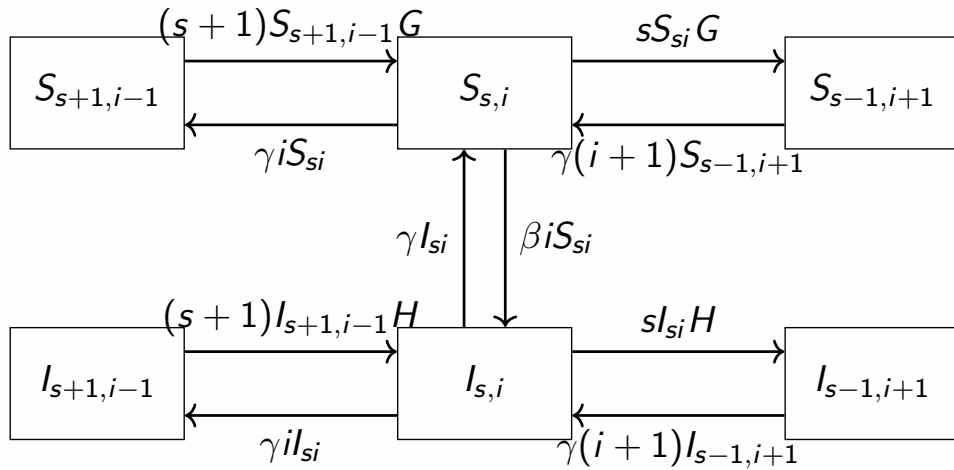 (s + 1)S_{s+1,i−1}G sS_{si}G
S_{s+1,i−1} S_{s,i} S_{s−1,i+1}
γiS_{si} γ(i + 1)S_{s−1,i+1}
γI_{si} βiS_{si}
(s + 1)I_{s+1,i−1}H sI_{si}H
I_{s+1,i−1} I_{s,i} I_{s−1,i+1}
γiI_{si} γ(i + 1)I_{s−1,i+1}